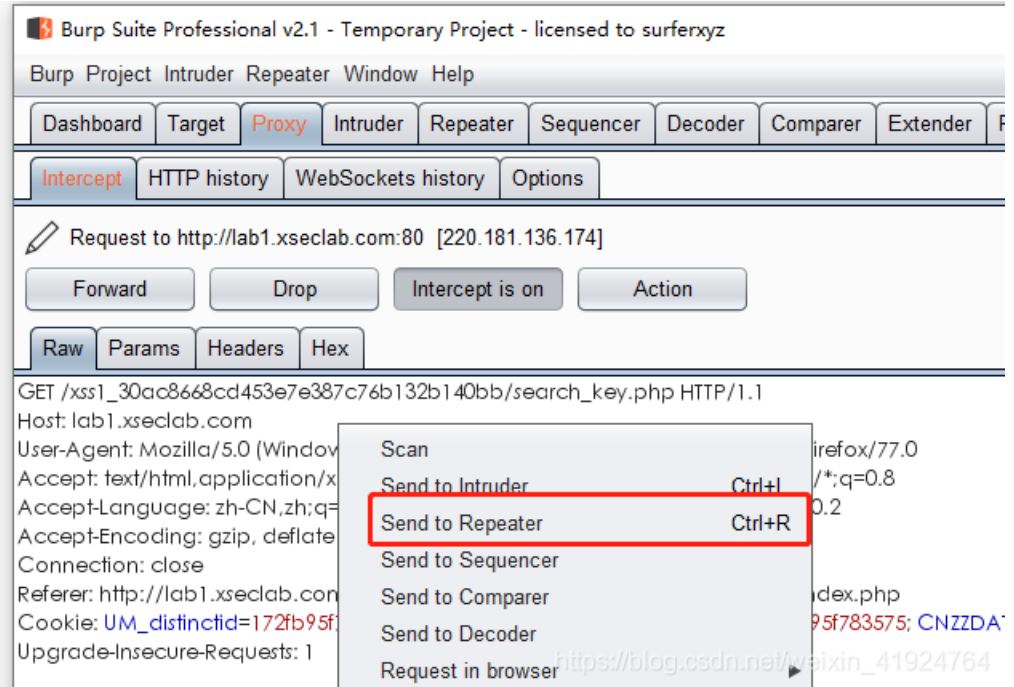 Burp Suite Professional v2.1 - Temporary Project - licensed to surferxyz
Burp Project Intruder Repeater Window Help
Dashboard Target Proxy Intruder Repeater Sequencer Decoder Comparer Extender
Intercept HTTP history WebSockets history Options
Request to http://lab1.xseclab.com:80 [220.181.136.174]
Forward Drop Intercept is on Action
Raw Params Headers Hex
GET /xss1_30ac8668cd453e7e387c76b132b140bb/search_key.php HTTP/1.1
Host: lab1.xseclab.com
User-Agent: Mozilla/5.0 (Window
irefox/77.0
Accept: text/html,application/x
/*;q=0.8
Accept-Language: zh-CN,zh;q=
0.2
Accept-Encoding: gzip, deflate
Connection: close
Referer: http://lab1.xseclab.con
dex.php
Cookie: UM_distinctid=172fb95f
95f783575; CNZZDA
Upgrade-Insecure-Requests: 1
Scan
Send to Intruder Ctrl+I
Send to Repeater Ctrl+R
Send to Sequencer
Send to Comparer
Send to Decoder
Request in browser
https://blog.csdn.net/weixin_41924764